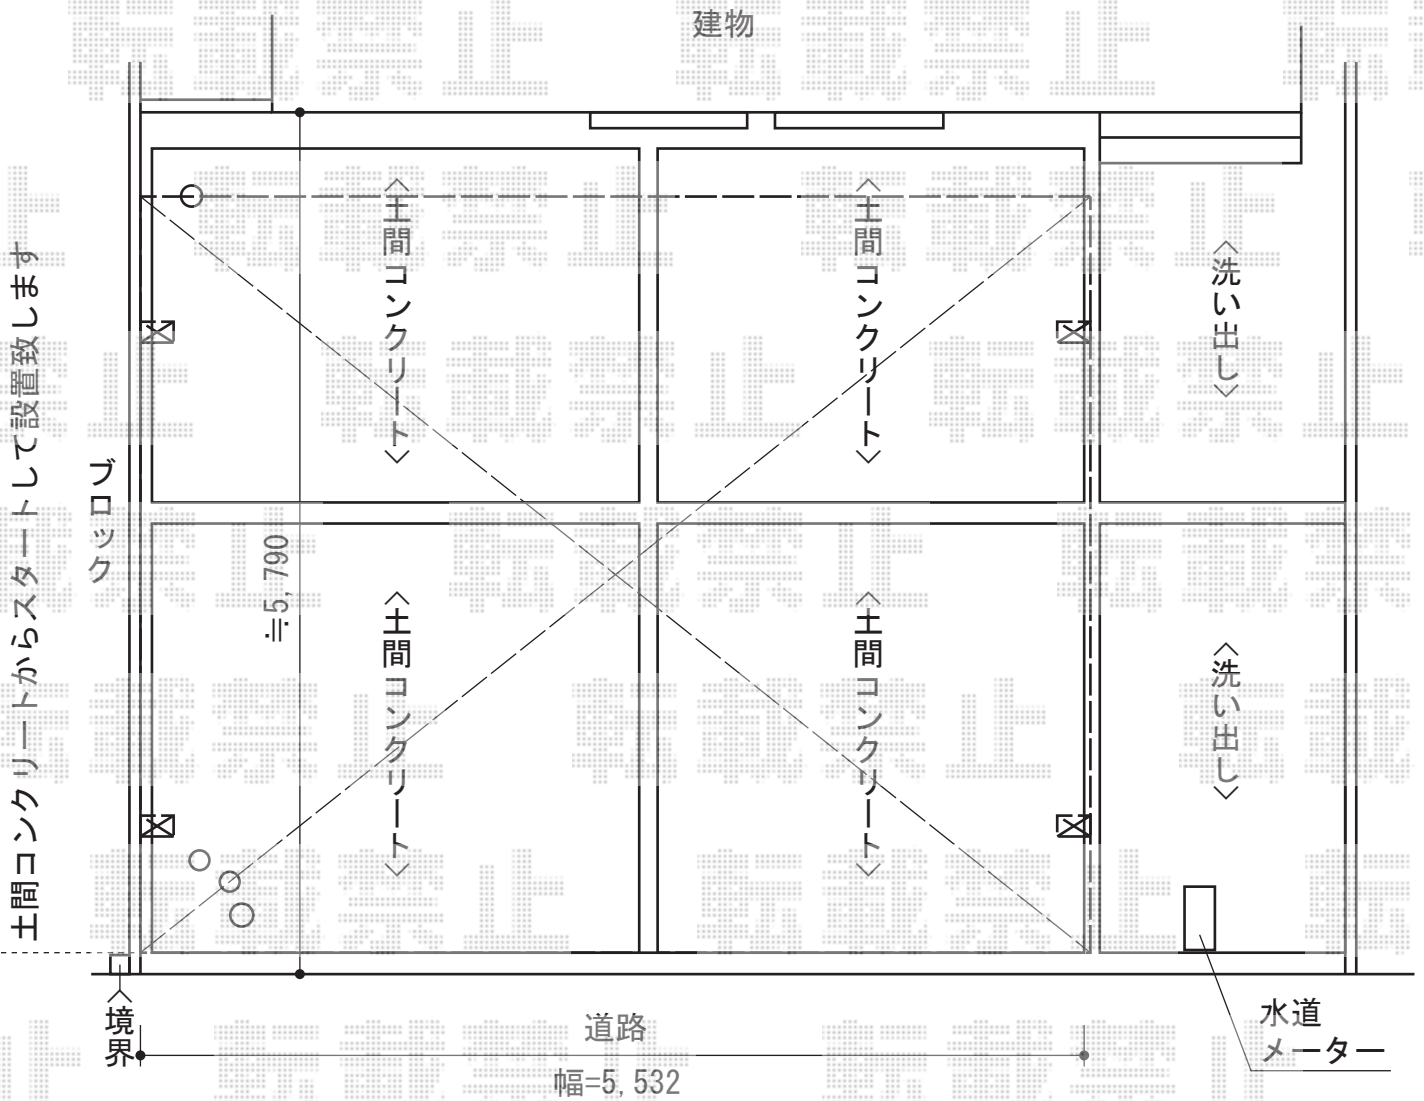 建物
土間コンクリートからスタートして設置致します
ブロック
〈土間コンクリート〉
〈土間コンクリート〉
〈洗い出し〉
≒5,790
〈土間コンクリート〉
〈土間コンクリート〉
〈洗い出し〉
〈境界
道路
幅=5,532
水道
メーター
転載禁止